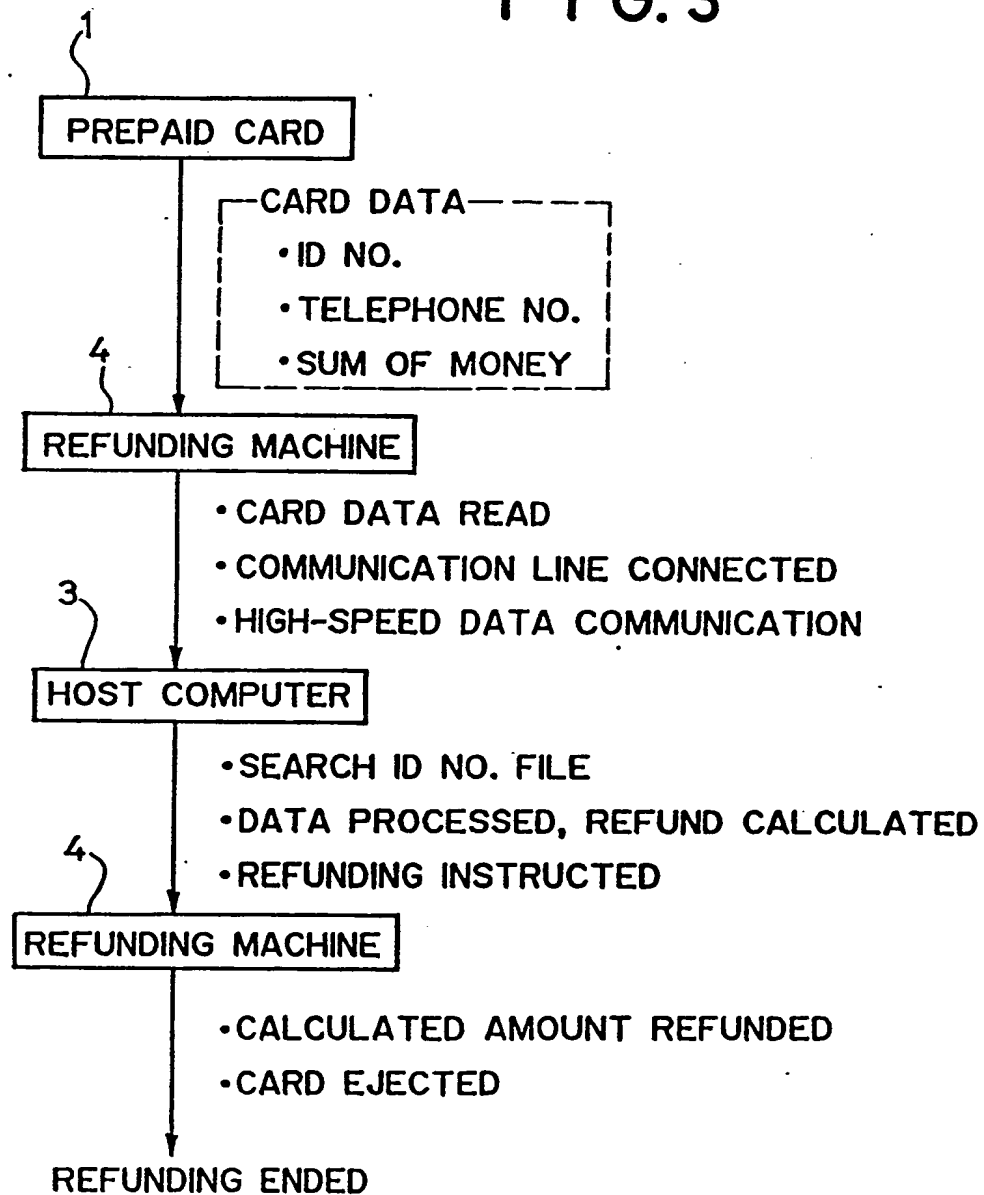 FIG. 3
1
PREPAID CARD
CARD DATA
•ID NO.
•TELEPHONE NO.
•SUM OF MONEY
4
REFUNDING MACHINE
•CARD DATA READ
•COMMUNICATION LINE CONNECTED
•HIGH-SPEED DATA COMMUNICATION
3
HOST COMPUTER
•SEARCH ID NO. FILE
•DATA PROCESSED, REFUND CALCULATED
•REFUNDING INSTRUCTED
4
REFUNDING MACHINE
•CALCULATED AMOUNT REFUNDED
•CARD EJECTED
REFUNDING ENDED